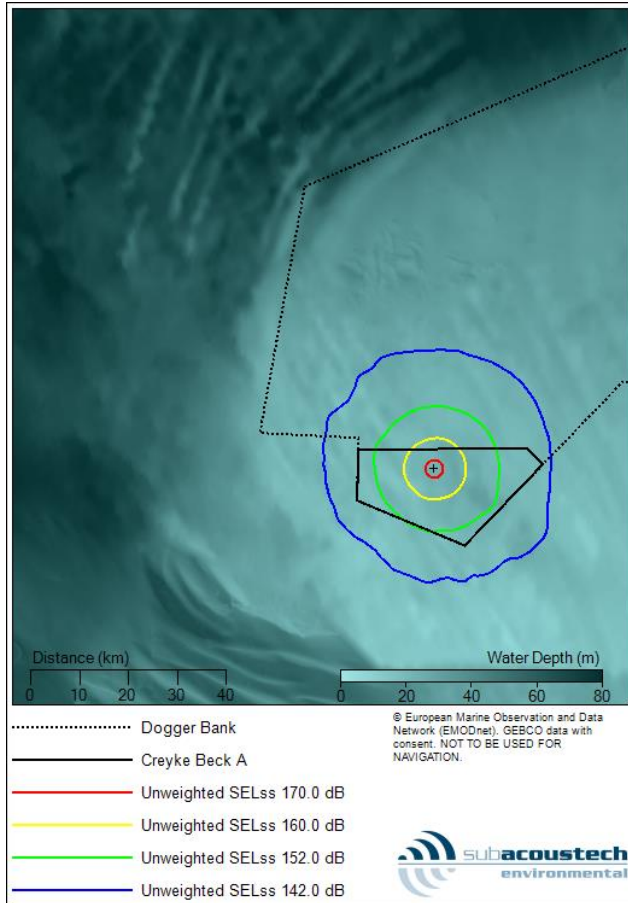 Distance (km)
0 10 20 30 40
Water Depth (m)
0 20 40 60 80
Dogger Bank
© European Marine Observation and Data
Network (EMODnet). GEBCO data with
consent. NOT TO BE USED FOR
NAVIGATION.
Creyke Beck A
Unweighted SELss 170.0 dB
Unweighted SELss 160.0 dB
Unweighted SELss 152.0 dB
Unweighted SELss 142.0 dB
subacoustech
environmental